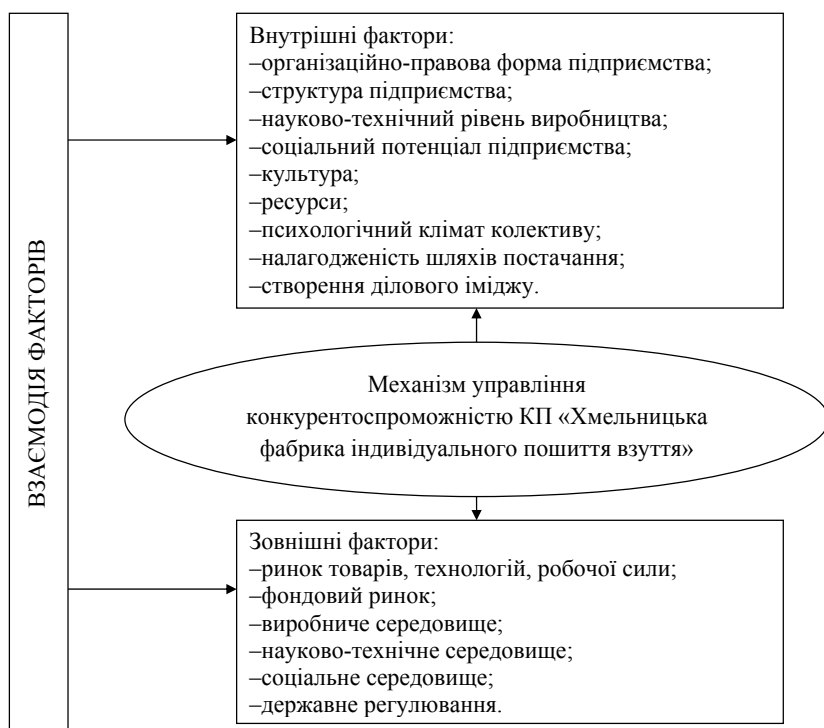 ВЗАЄМОДІЯ ФАКТОРІВ
Внутрішні фактори:
–організаційно-правова форма підприємства;
–структура підприємства;
–науково-технічний рівень виробництва;
–соціальний потенціал підприємства;
–культура;
–ресурси;
–психологічний клімат колективу;
–налагодженість шляхів постачання;
–створення ділового іміджу.
Механізм управління
конкурентоспроможністю КП «Хмельницька
фабрика індивідуального пошиття взуття»
Зовнішні фактори:
–ринок товарів, технологій, робочої сили;
–фондовий ринок;
–виробниче середовище;
–науково-технічне середовище;
–соціальне середовище;
–державне регулювання.